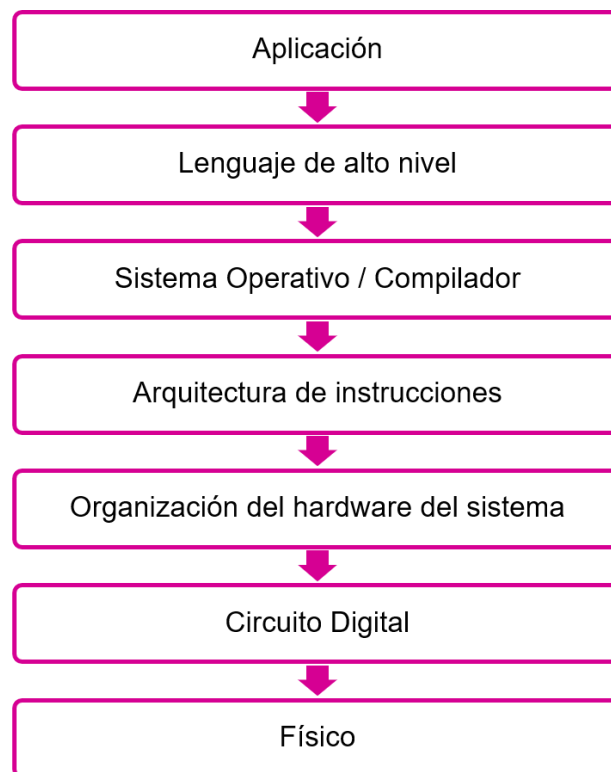 Aplicación
Lenguaje de alto nivel
Sistema Operativo / Compilador
Arquitectura de instrucciones
Organización del hardware del sistema
Circuito Digital
Físico